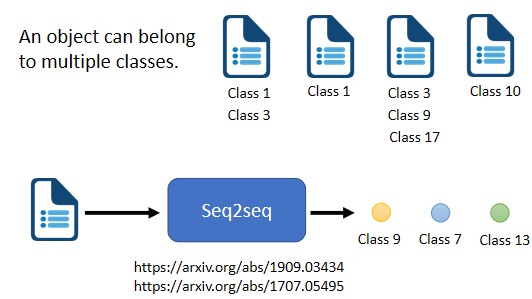 An object can belong
to multiple classes.
Class 1
Class 3
Class 1
Class 3
Class 9
Class 17
Class 10
Seq2seq
Class 9
Class 7
Class 13
https://arxiv.org/abs/1909.03434
https://arxiv.org/abs/1707.05495